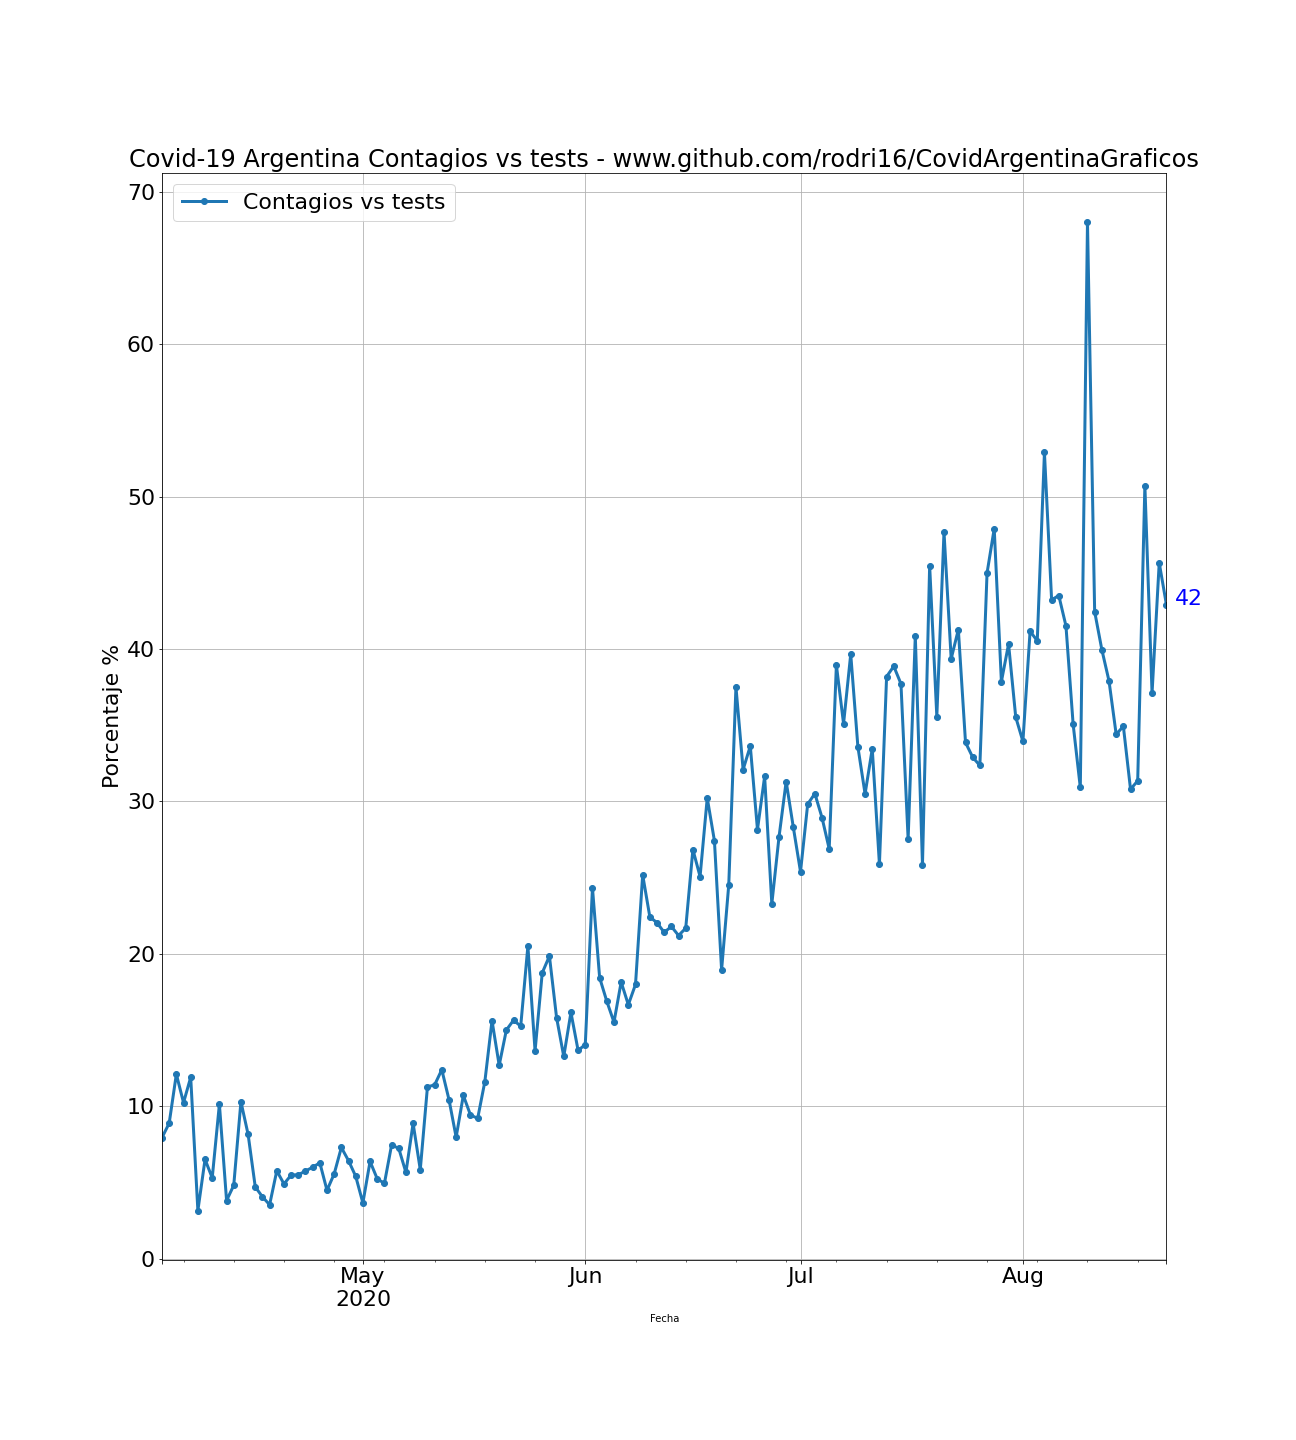 Covid-19 Argentina Contagios vs tests - www.github.com/rodri16/CovidArgentinaGraficos
Contagios vs tests
70
60
50
40
30
20
10
0
Porcentaje %
42
May
2020
Jun
Jul
Aug
Fecha